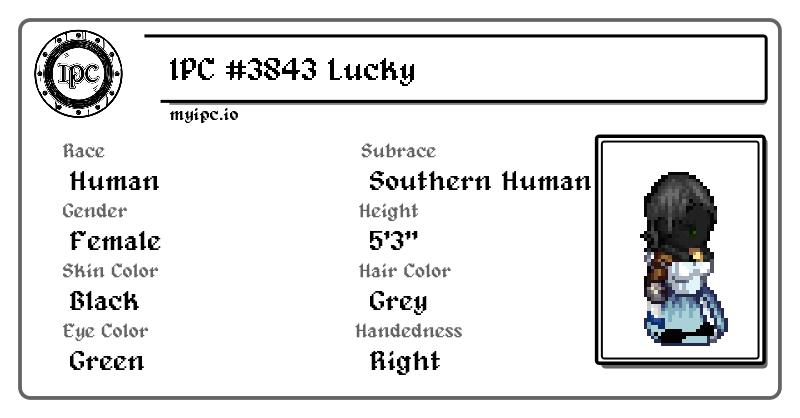 IPC
IPC #3843 Lucky
myipc.io
Race
Human
Subrace
Southern Human
Gender
Female
Height
5'3"
Skin Color
Black
Hair Color
Grey
Eye Color
Green
Handedness
Right